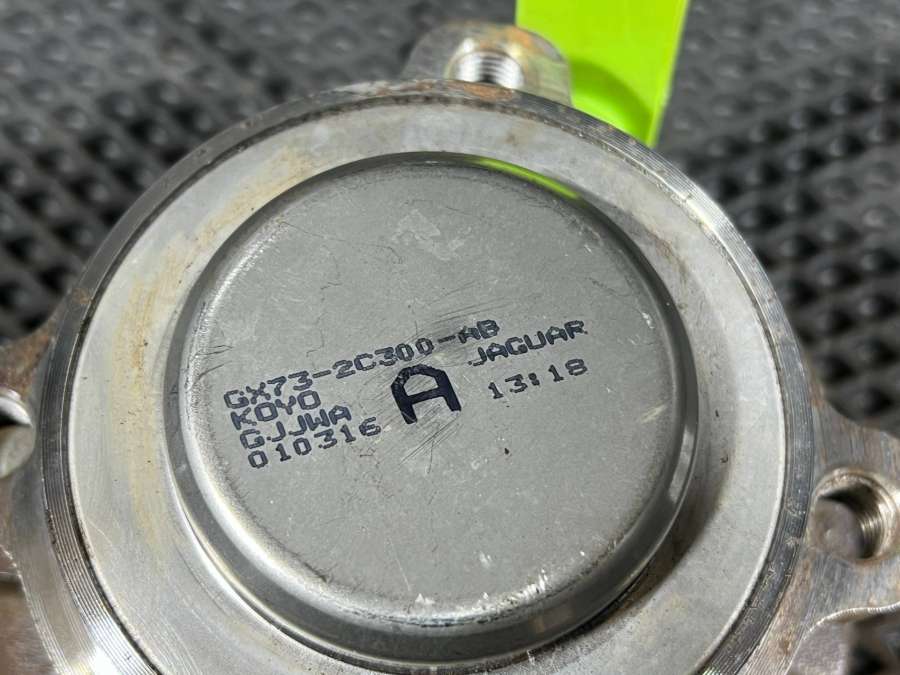 GX73-2C300-AB
KOYO JAGUAR
GJJWA A 13:18
010316